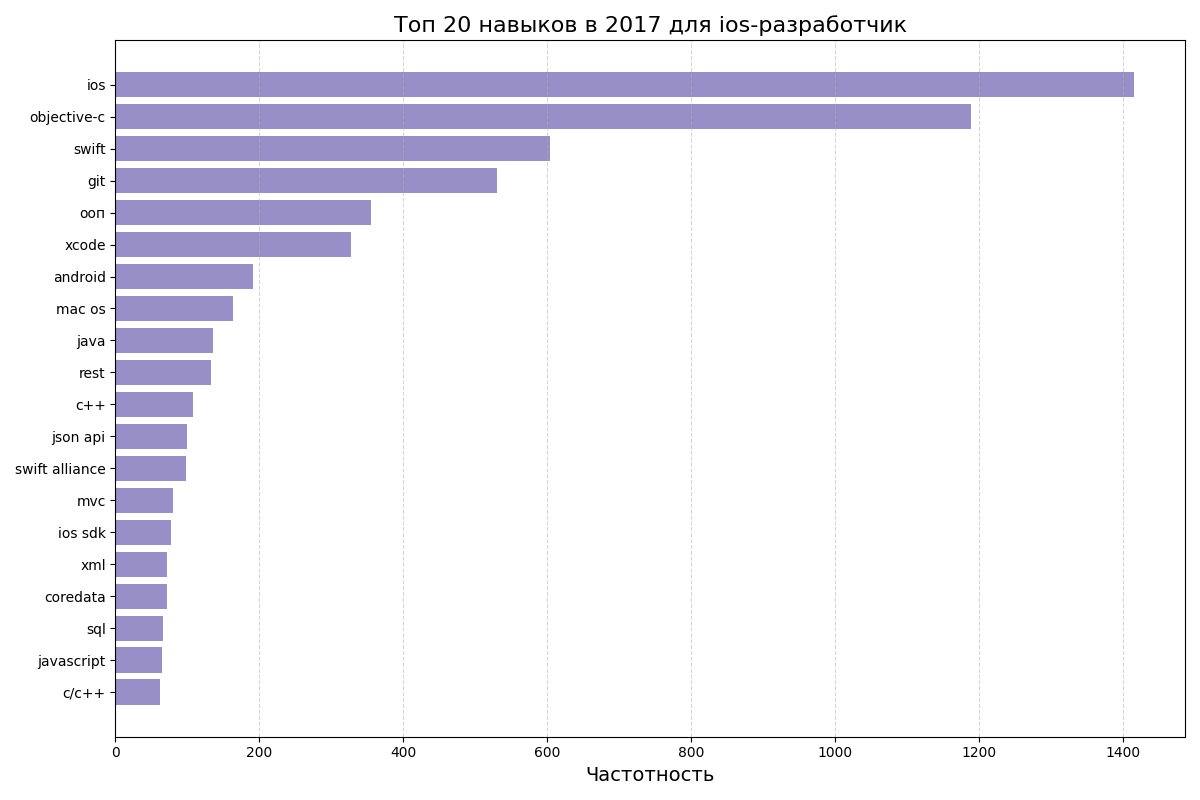 Топ 20 навыков в 2017 для ios-разработчик
ios
objective-c
swift
git
ооп
xcode
android
mac os
java
rest
c++
json api
swift alliance
mvc
ios sdk
xml
coredata
sql
javascript
c/c++
0 200 400 600 800 1000 1200 1400
Частотность